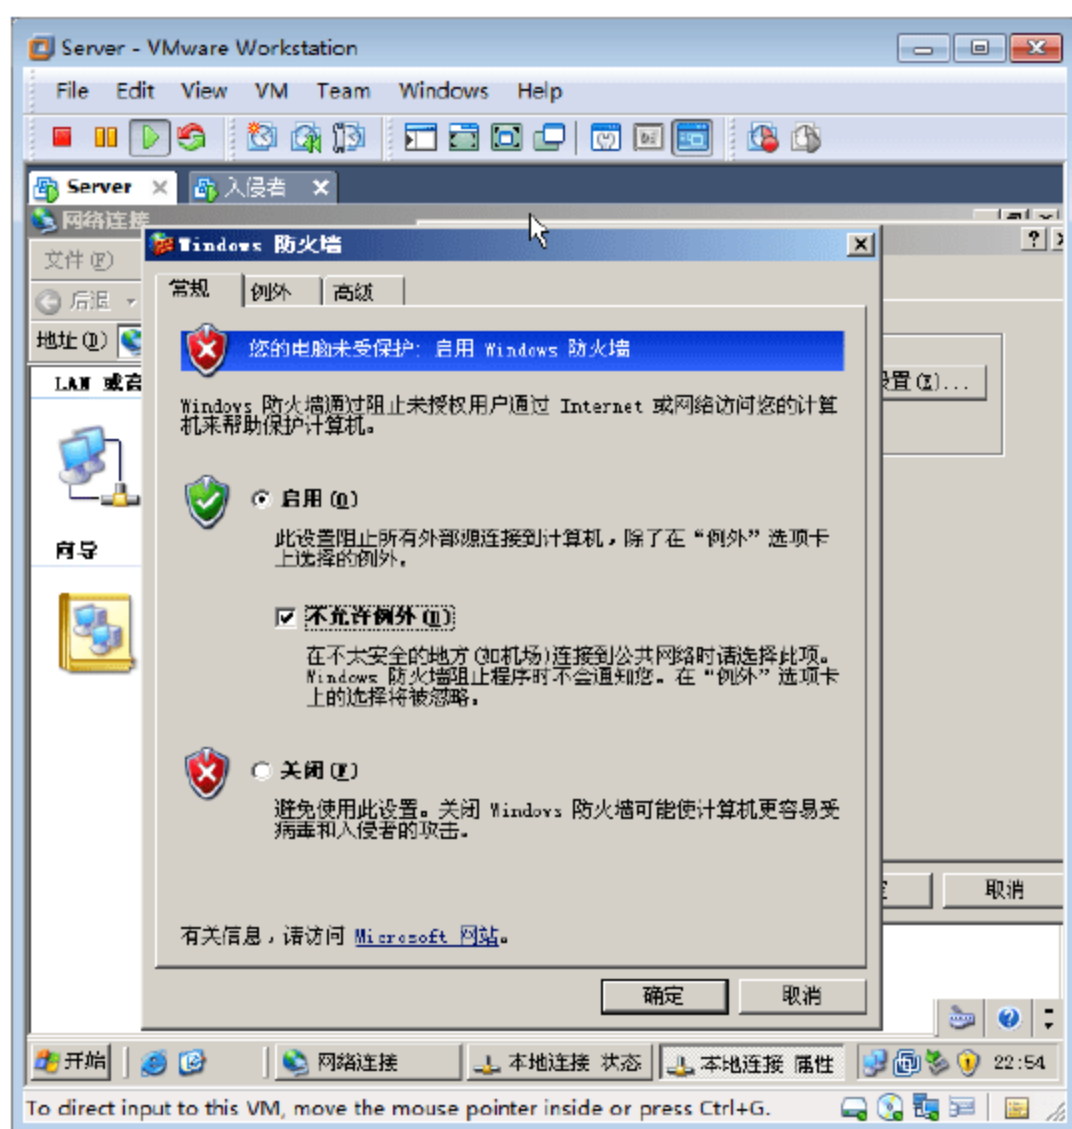 Server - VMware Workstation
File Edit View VM Team Windows Help
Server 入侵者
网络连接
Windows 防火墙
文件(F)
常规 例外 高级
后退
地址(D)
您的电脑未受保护: 启用 Windows 防火墙
LAN 或高
置(I)...
Windows 防火墙通过阻止未授权用户通过 Internet 或网络访问您的计算
机来帮助保护计算机。
启用(O)
此设置阻止所有外部源连接到计算机，除了在“例外”选项卡
上选择的例外。
向导
不允许例外(D)
在不太安全的地方(如机场)连接到公共网络时请选择此项。
Windows 防火墙阻止程序时不会通知您。在“例外”选项卡
上的选择将被忽略。
关闭(F)
避免使用此设置。关闭 Windows 防火墙可能使计算机更容易受
病毒和入侵者的攻击。
取消
有关信息，请访问 Microsoft 网站。
确定 取消
开始 网络连接 本地连接 状态 本地连接 属性 22:54
To direct input to this VM, move the mouse pointer inside or press Ctrl+G.